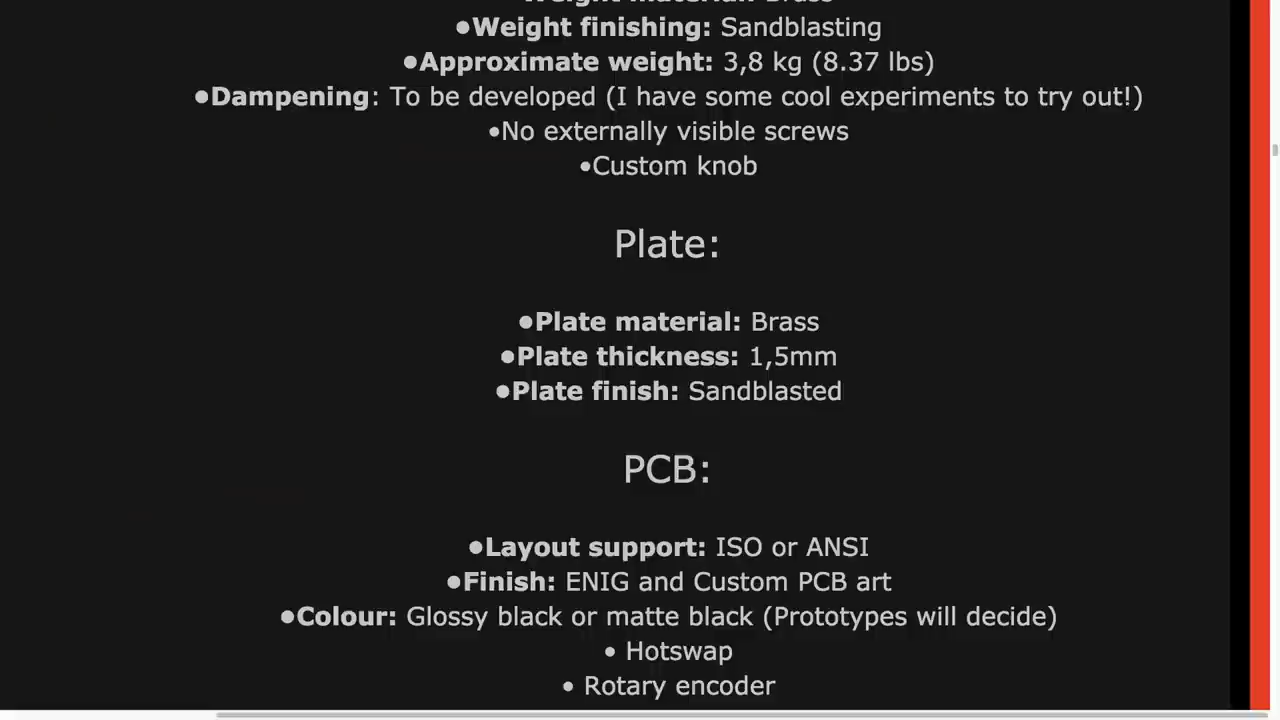 Weight material: Brass
●Weight finishing: Sandblasting
●Approximate weight: 3,8 kg (8.37 lbs)
●Dampening: To be developed (I have some cool experiments to try out!)
•No externally visible screws
•Custom knob
Plate:
●Plate material: Brass
●Plate thickness: 1,5mm
●Plate finish: Sandblasted
PCB:
●Layout support: ISO or ANSI
●Finish: ENIG and Custom PCB art
●Colour: Glossy black or matte black (Prototypes will decide)
• Hotswap
• Rotary encoder